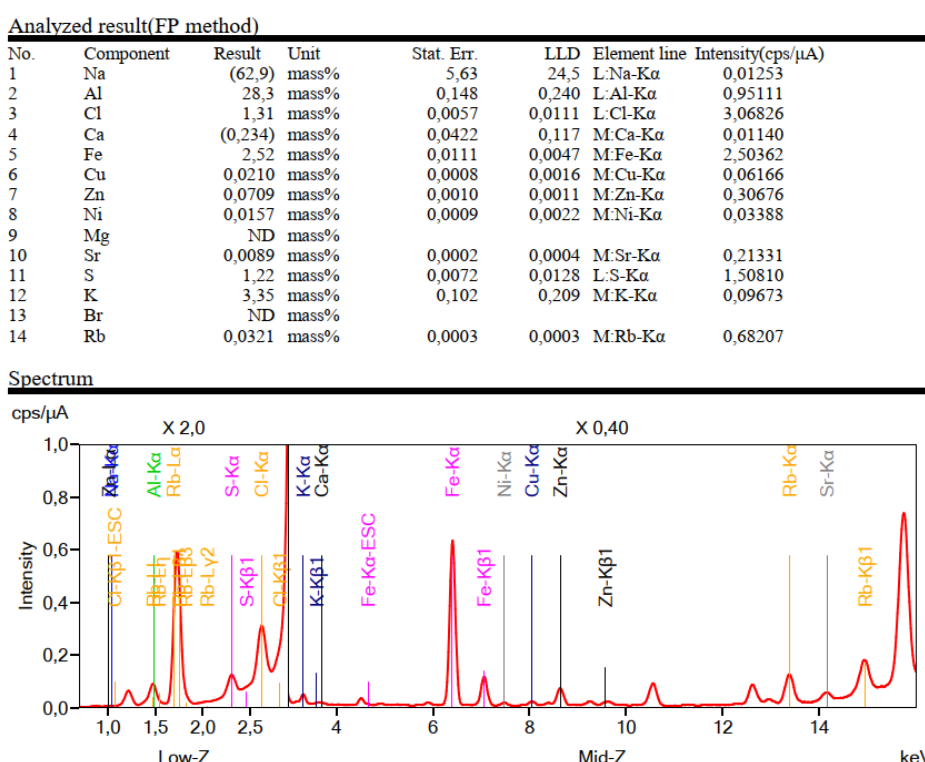 Analyzed result(FP method)
No. Component Result Unit Stat. Err. LLD Element line Intensity(cps/μA)
1 Na (62,9) mass% 5,63 24,5 L:Na-Kα 0,01253
2 Al 28,3 mass% 0,148 0,240 L:Al-Kα 0,95111
3 Cl 1,31 mass% 0,0057 0,0111 L:Cl-Kα 3,06826
4 Ca (0,234) mass% 0,0422 0,117 M:Ca-Kα 0,01140
5 Fe 2,52 mass% 0,0111 0,0047 M:Fe-Kα 2,50362
6 Cu 0,0210 mass% 0,0008 0,0016 M:Cu-Kα 0,06166
7 Zn 0,0709 mass% 0,0010 0,0011 M:Zn-Kα 0,30676
8 Ni 0,0157 mass% 0,0009 0,0022 M:Ni-Kα 0,03388
9 Mg ND mass%
10 Sr 0,0089 mass% 0,0002 0,0004 M:Sr-Kα 0,21331
11 S 1,22 mass% 0,0072 0,0128 L:S-Kα 1,50810
12 K 3,35 mass% 0,102 0,209 M:K-Kα 0,09673
13 Br ND mass%
14 Rb 0,0321 mass% 0,0003 0,0003 M:Rb-Kα 0,68207
Spectrum
cps/μA
X 2,0 X 0,40
1,0
0,8
0,6
0,4
0,2
0,0
Intensity
Al-Kα
Rb-Lα
S-Kα
Cl-Kα
K-Kα
Ca-Kα
Fe-Kα
Ni-Kα
Cu-Kα
Zn-Kα
Rb-Kα
Sr-Kα
Cl-Kβ1-ESC
Rb-Lβ3
Rb-Lγ2
S-Kβ1
Cl-Kβ1
K-Kβ1
Fe-Kα-ESC
Fe-Kβ1
Zn-Kβ1
Rb-Kβ1
1,0 1,5 2,0 2,5 4 6 8 10 12 14
Low-Z Mid-Z keV